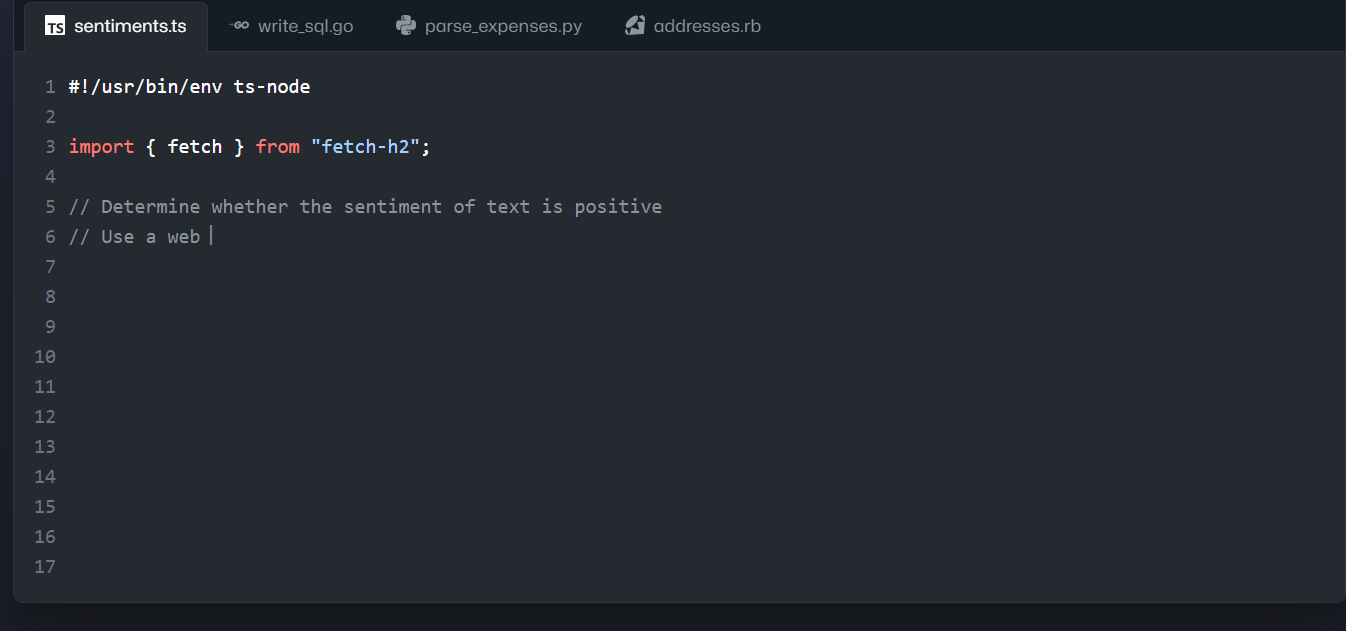 TS sentiments.ts GO write_sql.go parse_expenses.py addresses.rb
1 #!/usr/bin/env ts-node
2
3 import { fetch } from "fetch-h2";
4
5 // Determine whether the sentiment of text is positive
6 // Use a web
7
8
9
10
11
12
13
14
15
16
17